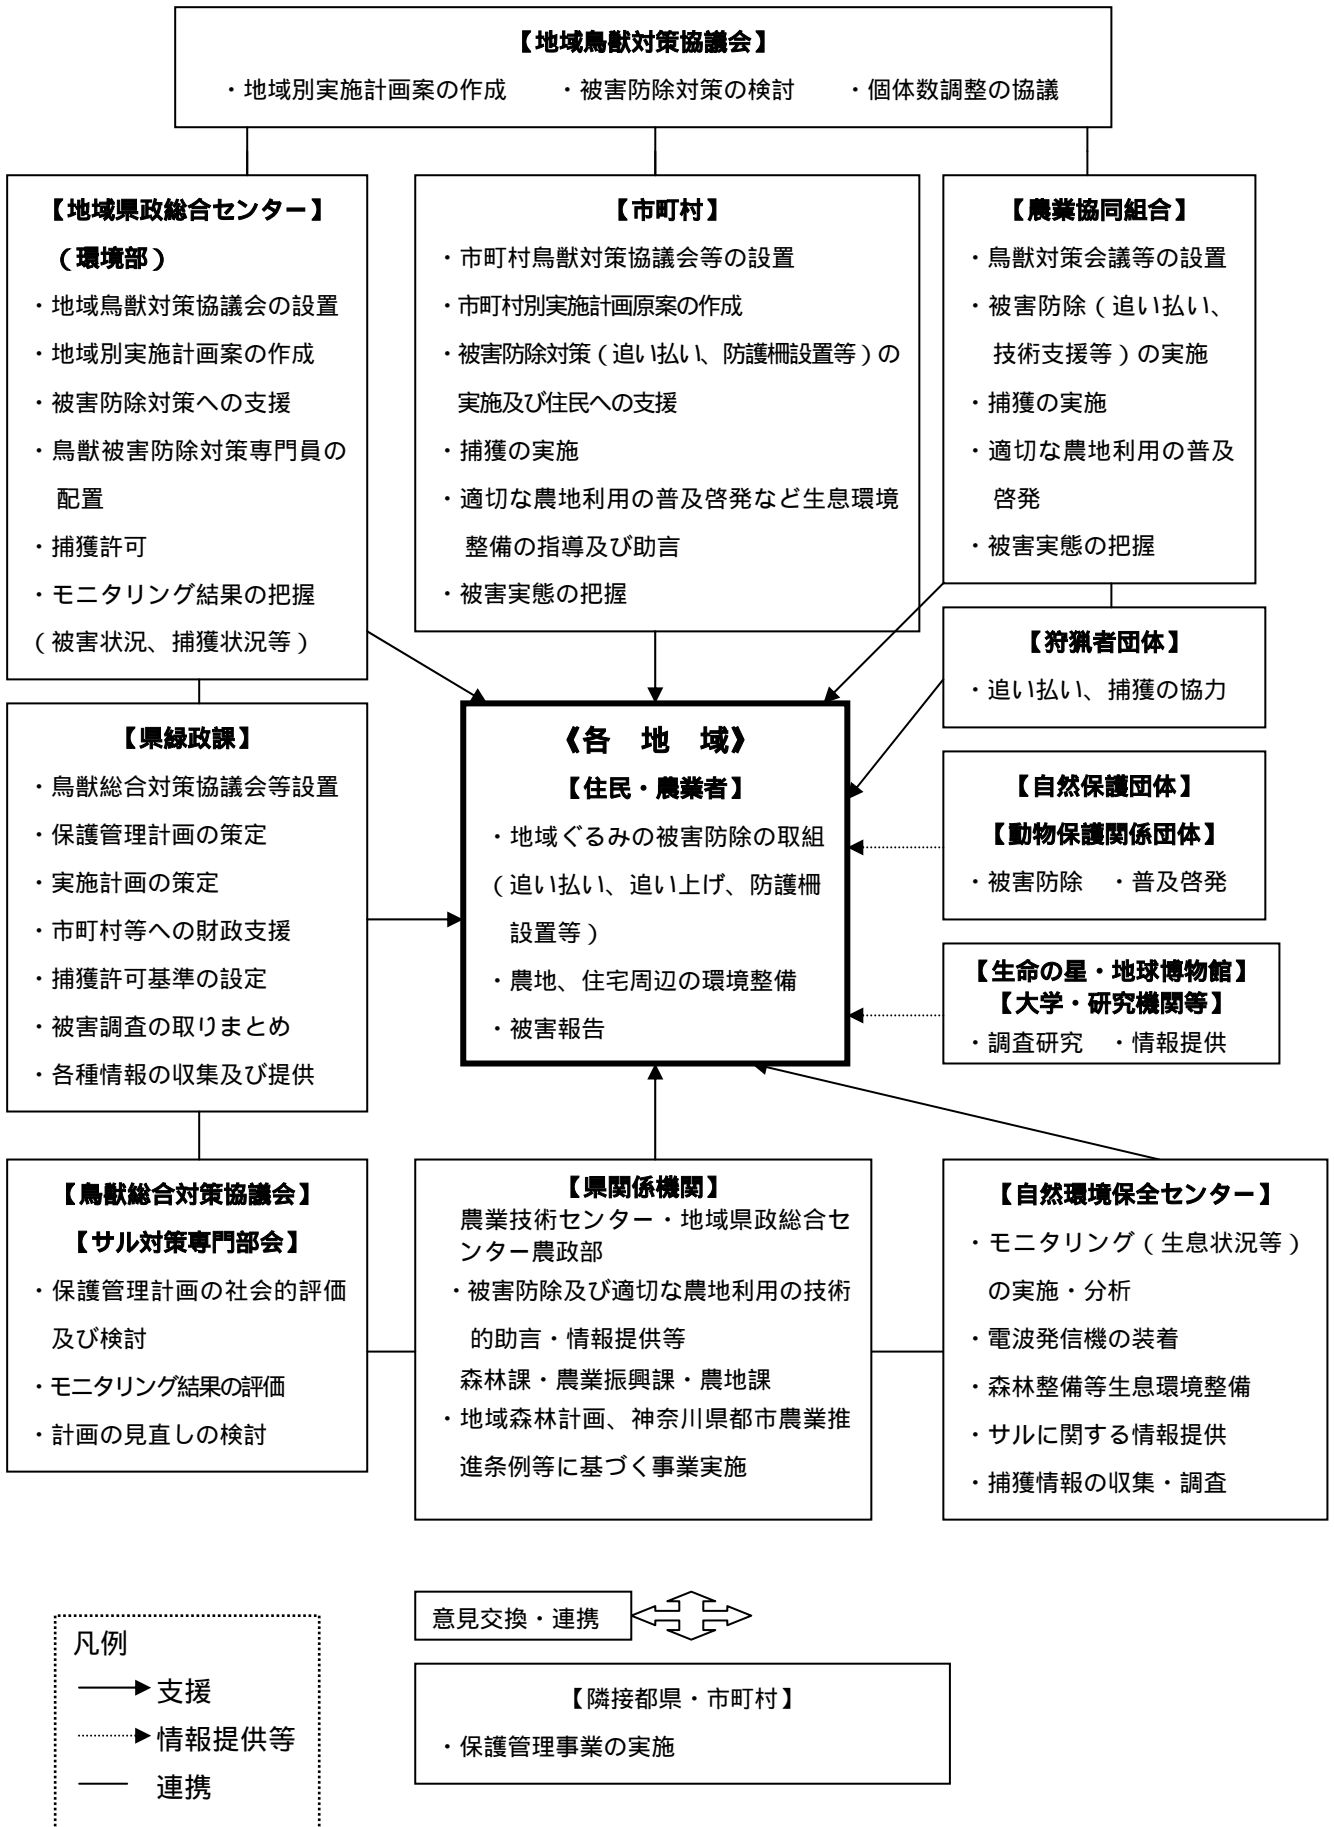 【地域鳥獣対策協議会】
・地域別実施計画案の作成　・被害防除対策の検討　・個体数調整の協議
【地域県政総合センター】
（環境部）
・地域鳥獣対策協議会の設置
・地域別実施計画案の作成
・被害防除対策への支援
・鳥獣被害防除対策専門員の
配置
・捕獲許可
・モニタリング結果の把握
（被害状況、捕獲状況等）
【市町村】
・市町村鳥獣対策協議会等の設置
・市町村別実施計画原案の作成
・被害防除対策（追い払い、防護柵設置等）の
実施及び住民への支援
・捕獲の実施
・適切な農地利用の普及啓発など生息環境
整備の指導及び助言
・被害実態の把握
【農業協同組合】
・鳥獣対策会議等の設置
・被害防除（追い払い、
技術支援等）の実施
・捕獲の実施
・適切な農地利用の普及
啓発
・被害実態の把握
【狩猟者団体】
・追い払い、捕獲の協力
【県緑政課】
・鳥獣総合対策協議会等設置
・保護管理計画の策定
・実施計画の策定
・市町村等への財政支援
・捕獲許可基準の設定
・被害調査の取りまとめ
・各種情報の収集及び提供
《各　地　域》
【住民・農業者】
・地域ぐるみの被害防除の取組
（追い払い、追い上げ、防護柵
設置等）
・農地、住宅周辺の環境整備
・被害報告
【自然保護団体】
【動物保護関係団体】
・被害防除　・普及啓発
【生命の星・地球博物館】
【大学・研究機関等】
・調査研究　・情報提供
【鳥獣総合対策協議会】
【サル対策専門部会】
・保護管理計画の社会的評価
及び検討
・モニタリング結果の評価
・計画の見直しの検討
【県関係機関】
農業技術センター・地域県政総合セ
ンター農政部
・被害防除及び適切な農地利用の技術
的助言・情報提供等
森林課・農業振興課・農地課
・地域森林計画、神奈川県都市農業推
進条例等に基づく事業実施
【自然環境保全センター】
・モニタリング（生息状況等）
の実施・分析
・電波発信機の装着
・森林整備等生息環境整備
・サルに関する情報提供
・捕獲情報の収集・調査
意見交換・連携
【隣接都県・市町村】
・保護管理事業の実施
凡例
支援
情報提供等
連携